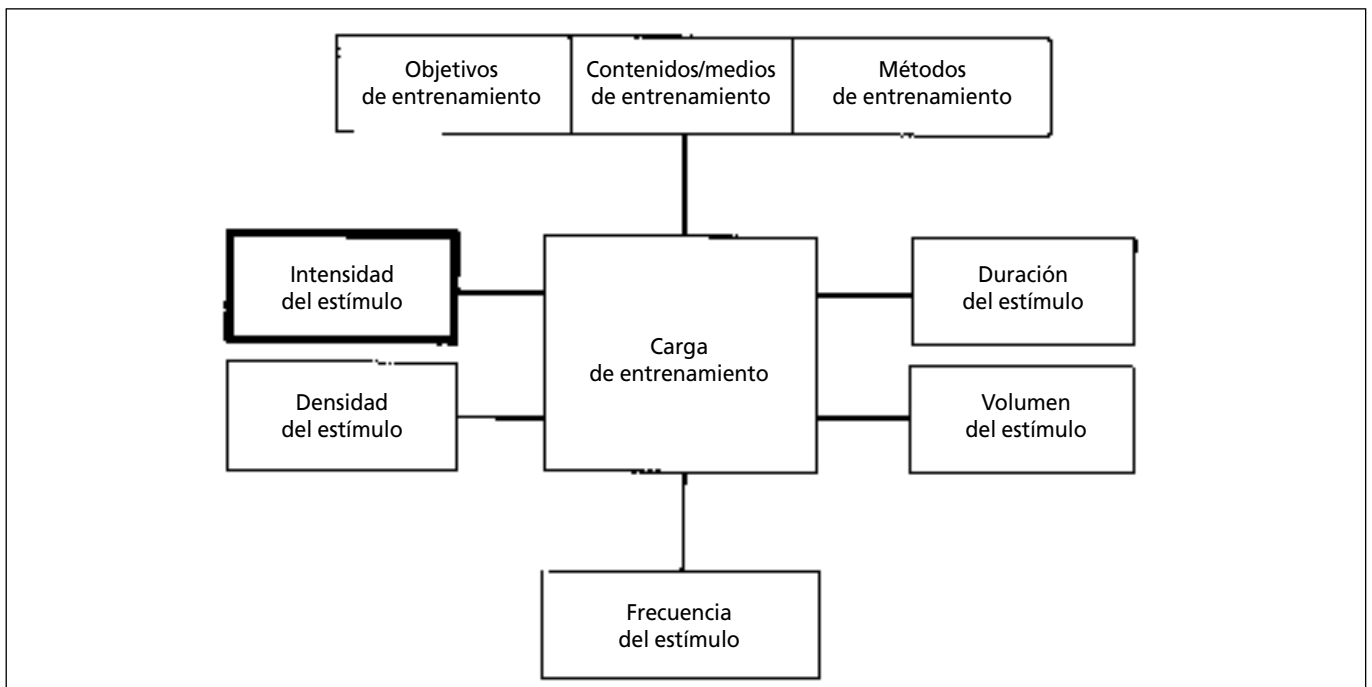 Objetivos
de entrenamiento
Contenidos/medios
de entrenamiento
Métodos
de entrenamiento
Intensidad
del estímulo
Carga
de entrenamiento
Duración
del estímulo
Densidad
del estímulo
Volumen
del estímulo
Frecuencia
del estímulo